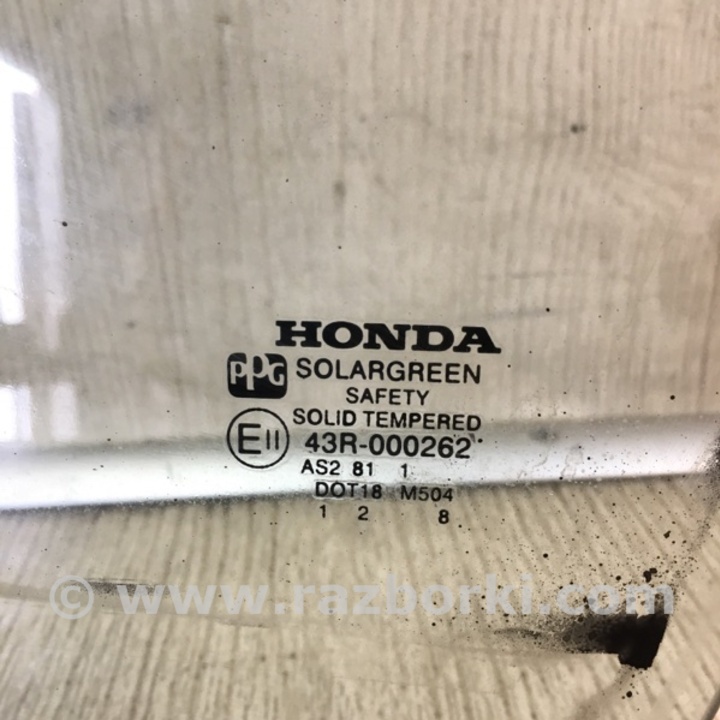 HONDA
PPG SOLARGREEN
SAFETY
SOLID TEMPERED
E11 43R-000262
AS2 81 1
DOT18 M504
1 2 8
© www.razborki.com